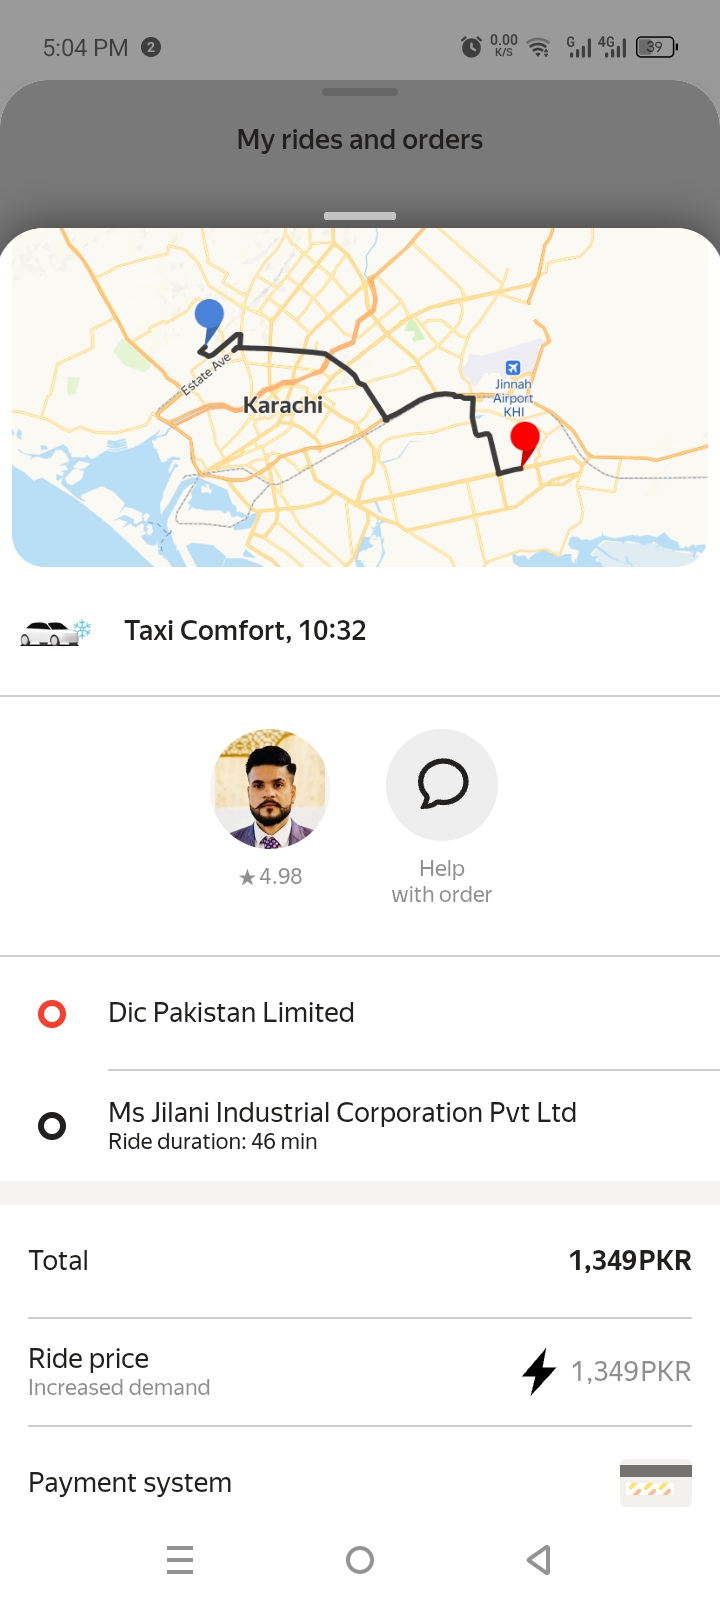 5:04 PM 2 0.00 K/S G 4G 39
My rides and orders
Estate Ave
Karachi
Jinnah
Airport
KHI
Taxi Comfort, 10:32
★4.98
Help
with order
Dic Pakistan Limited
Ms Jilani Industrial Corporation Pvt Ltd
Ride duration: 46 min
Total 1,349PKR
Ride price 1,349PKR
Increased demand
Payment system